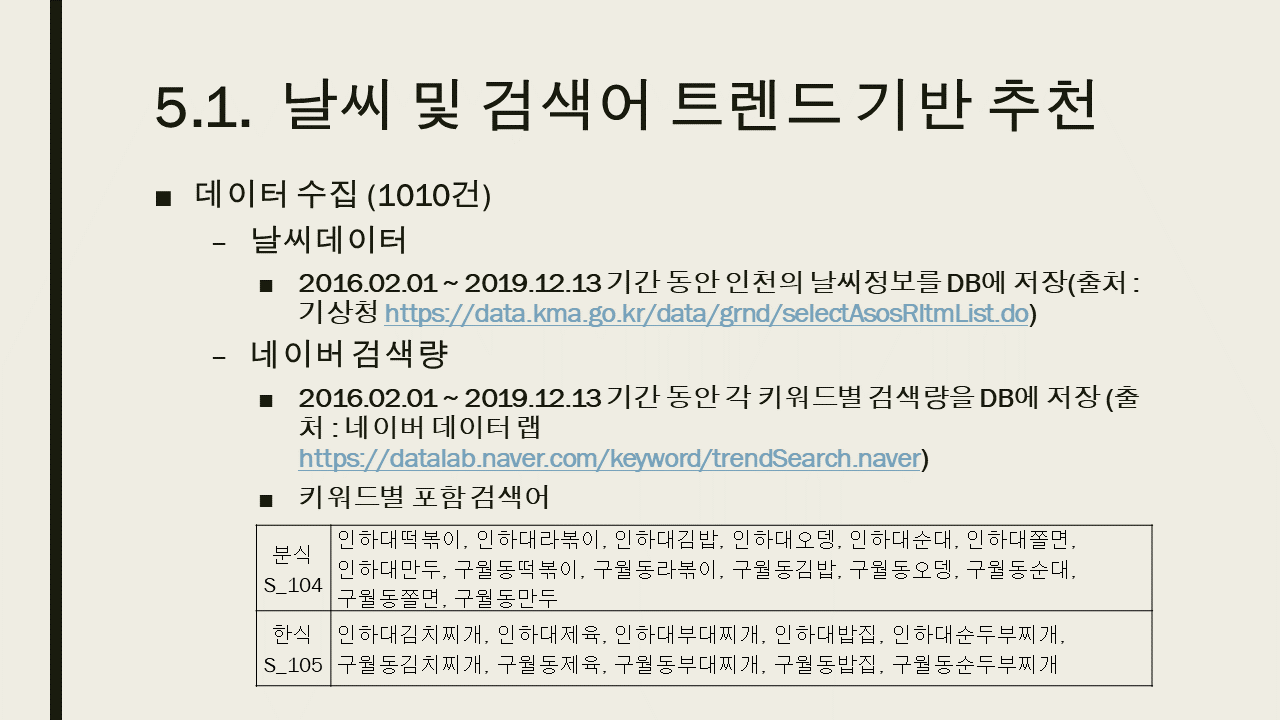 5.1. 날씨 및 검색어 트렌드 기반 추천
■ 데이터 수집 (1010건)
– 날씨데이터
■ 2016.02.01 ~ 2019.12.13 기간 동안 인천의 날씨정보를 DB에 저장(출처 :
기상청 https://data.kma.go.kr/data/grnd/selectAsosRltmList.do)
– 네이버 검색량
■ 2016.02.01 ~ 2019.12.13 기간 동안 각 키워드별 검색량을 DB에 저장 (출
처 : 네이버 데이터 랩
https://datalab.naver.com/keyword/trendSearch.naver)
■ 키워드별 포함 검색어
분식
S_104
인하대떡볶이, 인하대라볶이, 인하대김밥, 인하대오뎅, 인하대순대, 인하대쫄면,
인하대만두, 구월동떡볶이, 구월동라볶이, 구월동김밥, 구월동오뎅, 구월동순대,
구월동쫄면, 구월동만두
한식
S_105
인하대김치찌개, 인하대제육, 인하대부대찌개, 인하대밥집, 인하대순두부찌개,
구월동김치찌개, 구월동제육, 구월동부대찌개, 구월동밥집, 구월동순두부찌개